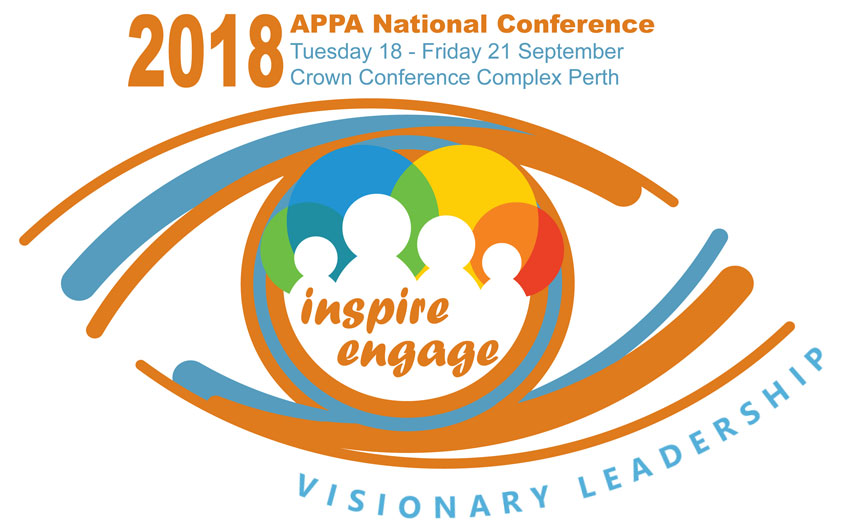 2018
APPA National Conference
Tuesday 18 - Friday 21 September
Crown Conference Complex Perth
inspire
engage
VISIONARY LEADERSHIP